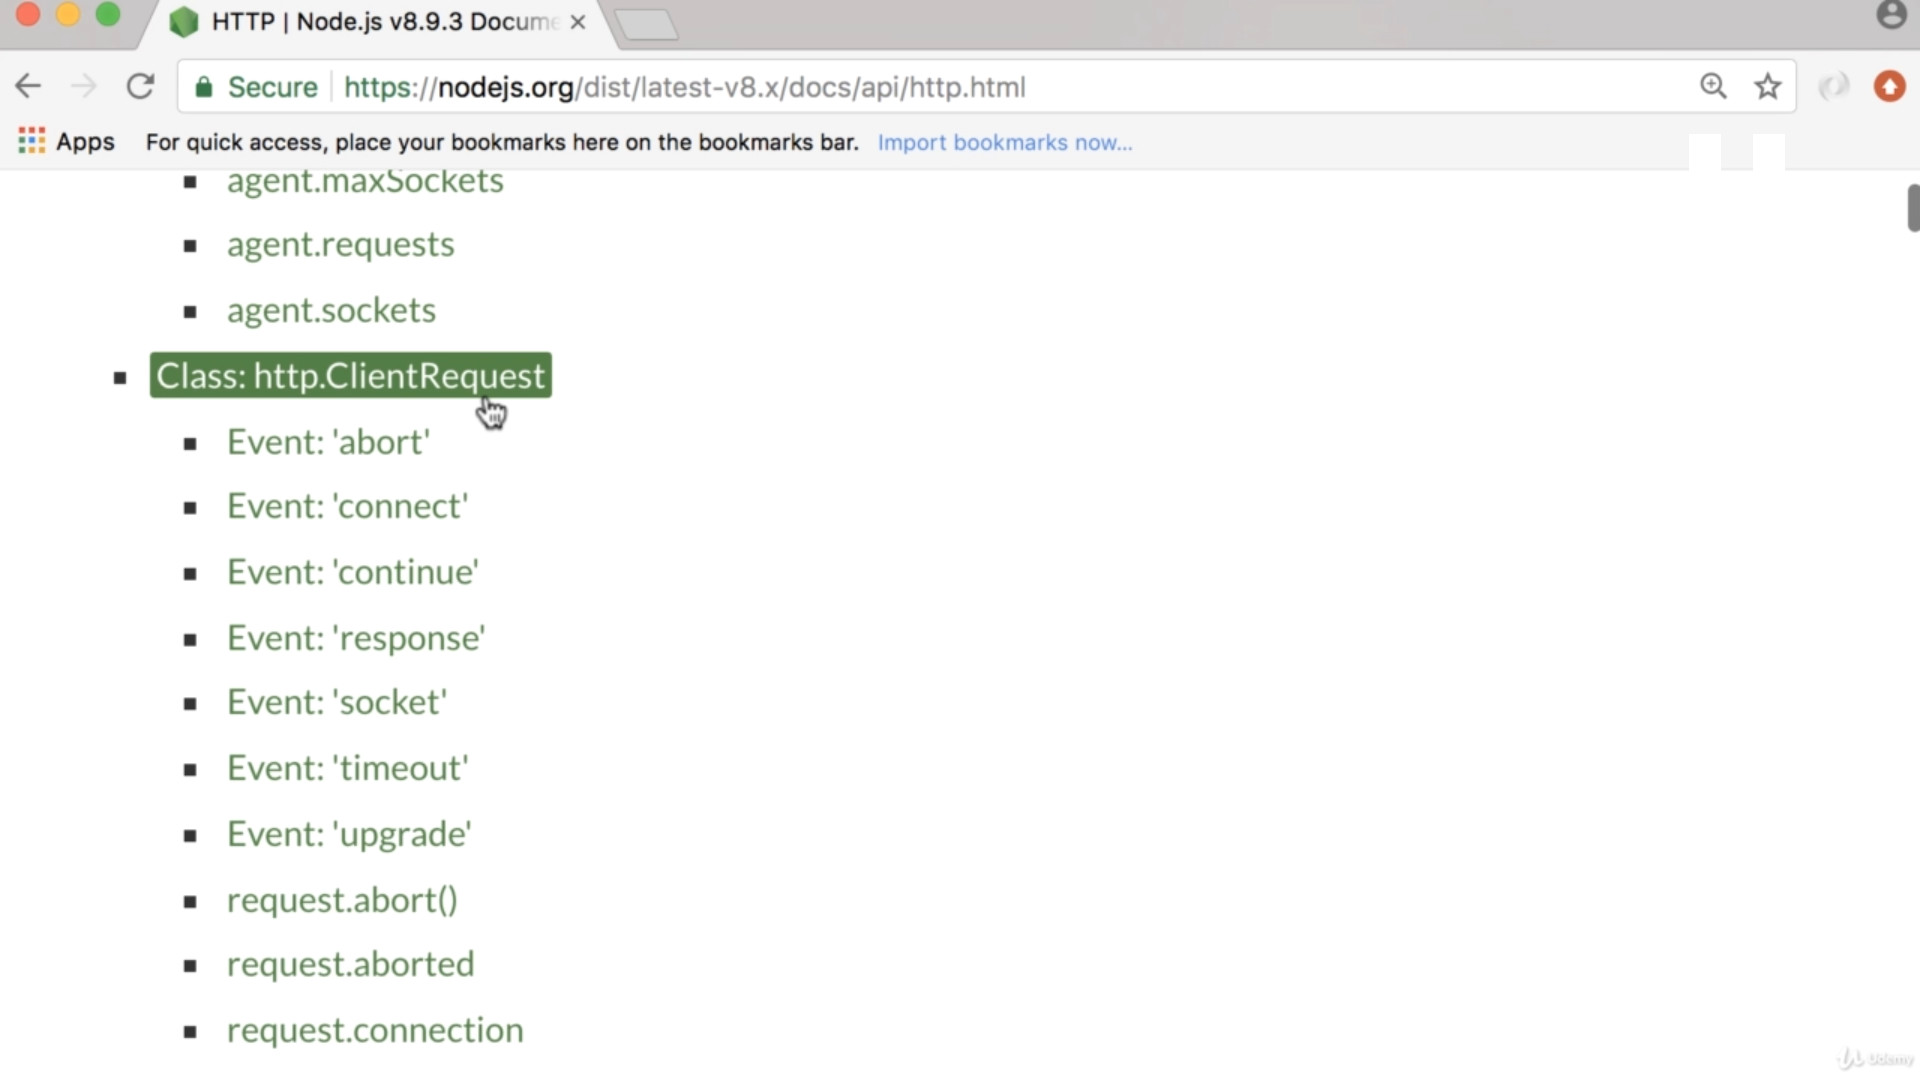 HTTP | Node.js v8.9.3 Docume
Secure https://nodejs.org/dist/latest-v8.x/docs/api/http.html
Apps For quick access, place your bookmarks here on the bookmarks bar. Import bookmarks now...
agent.maxSockets
agent.requests
agent.sockets
Class: http.ClientRequest
Event: 'abort'
Event: 'connect'
Event: 'continue'
Event: 'response'
Event: 'socket'
Event: 'timeout'
Event: 'upgrade'
request.abort()
request.aborted
request.connection
Udemy